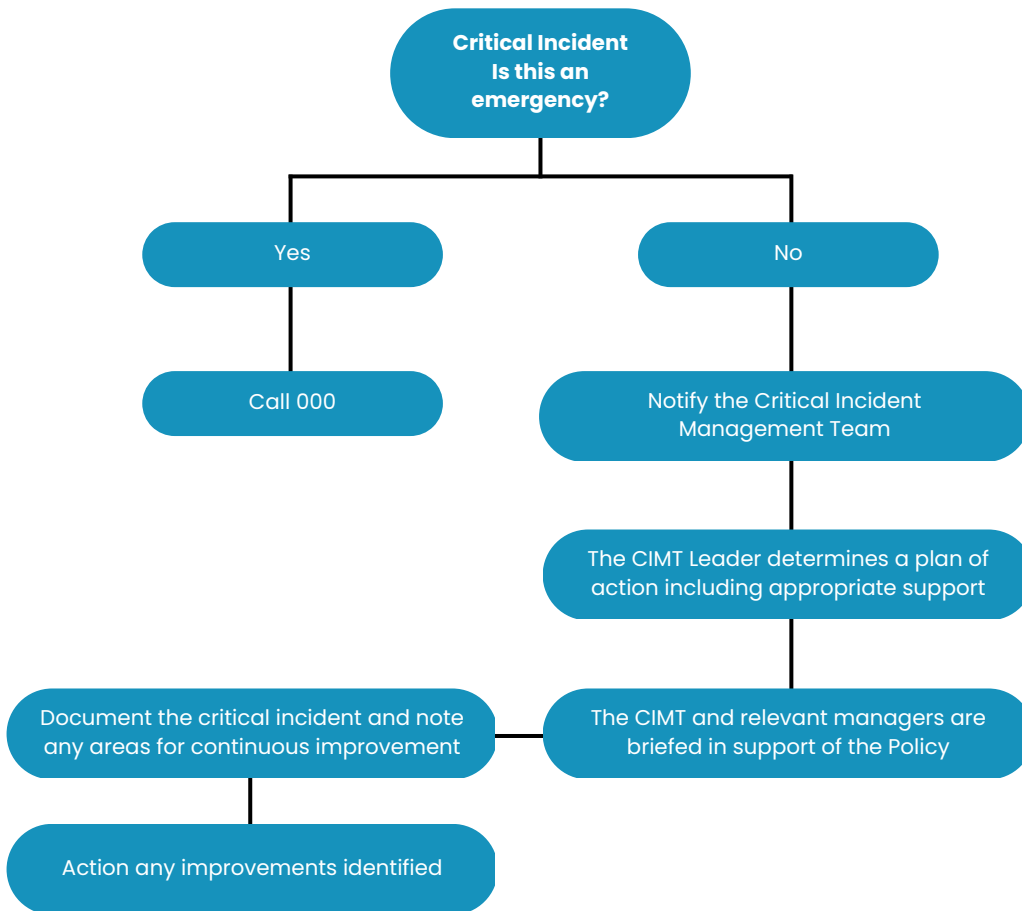 Critical Incident
Is this an
emergency?
Yes
No
Call 000
Notify the Critical Incident
Management Team
The CIMT Leader determines a plan of
action including appropriate support
The CIMT and relevant managers are
briefed in support of the Policy
Document the critical incident and note
any areas for continuous improvement
Action any improvements identified